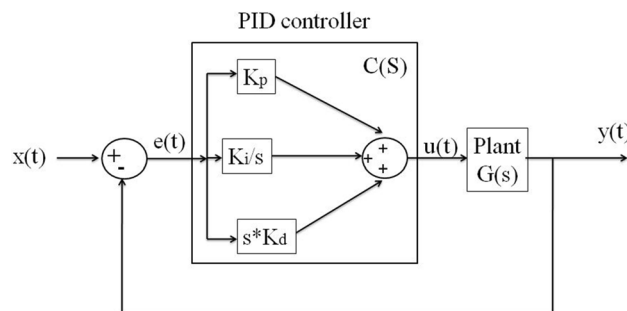 PID controller
C(S)
Kp
x(t)
+
-
e(t)
Ki/s
+
+
+
u(t)
Plant
G(s)
y(t)
s*Kd